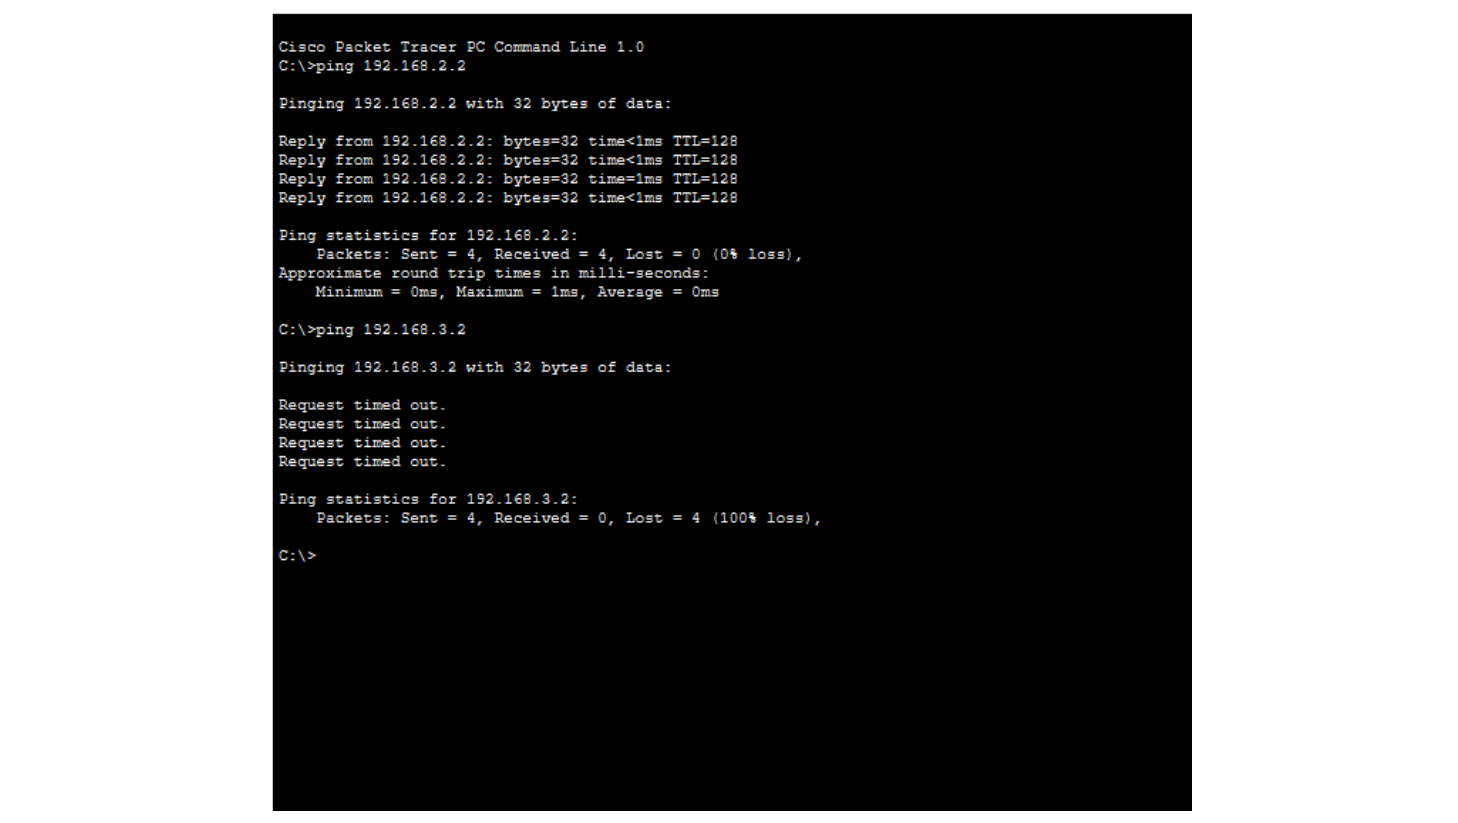 Cisco Packet Tracer PC Command Line 1.0
C:\>ping 192.168.2.2
Pinging 192.168.2.2 with 32 bytes of data:
Reply from 192.168.2.2: bytes=32 time<1ms TTL=128
Reply from 192.168.2.2: bytes=32 time<1ms TTL=128
Reply from 192.168.2.2: bytes=32 time=1ms TTL=128
Reply from 192.168.2.2: bytes=32 time<1ms TTL=128
Ping statistics for 192.168.2.2:
    Packets: Sent = 4, Received = 4, Lost = 0 (0% loss),
Approximate round trip times in milli-seconds:
    Minimum = 0ms, Maximum = 1ms, Average = 0ms
C:\>ping 192.168.3.2
Pinging 192.168.3.2 with 32 bytes of data:
Request timed out.
Request timed out.
Request timed out.
Request timed out.
Ping statistics for 192.168.3.2:
    Packets: Sent = 4, Received = 0, Lost = 4 (100% loss),
C:\>